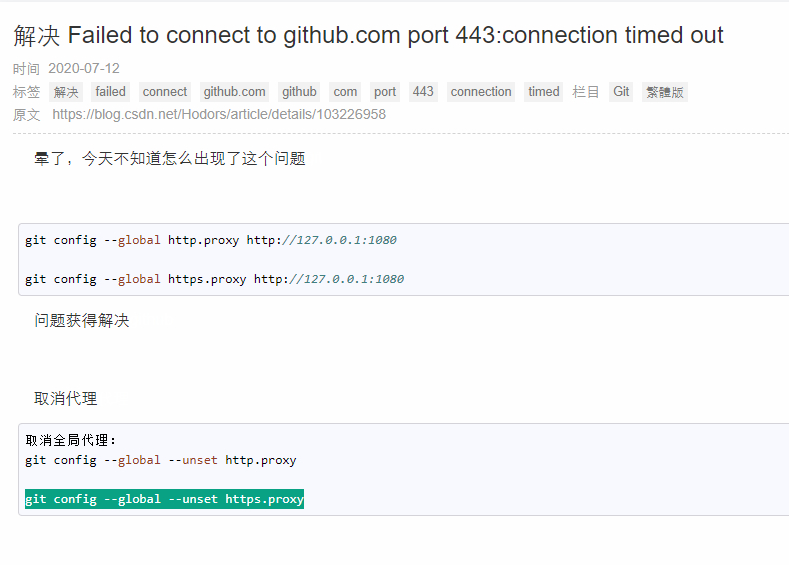 解决 Failed to connect to github.com port 443:connection timed out
时间 2020-07-12
标签 解决 failed connect github.com github com port 443 connection timed 栏目 Git 繁體版
原文 https://blog.csdn.net/Hodors/article/details/103226958
晕了，今天不知道怎么出现了这个问题
git config --global http.proxy http://127.0.0.1:1080
git config --global https.proxy http://127.0.0.1:1080
问题获得解决
取消代理
取消全局代理：
git config --global --unset http.proxy
git config --global --unset https.proxy